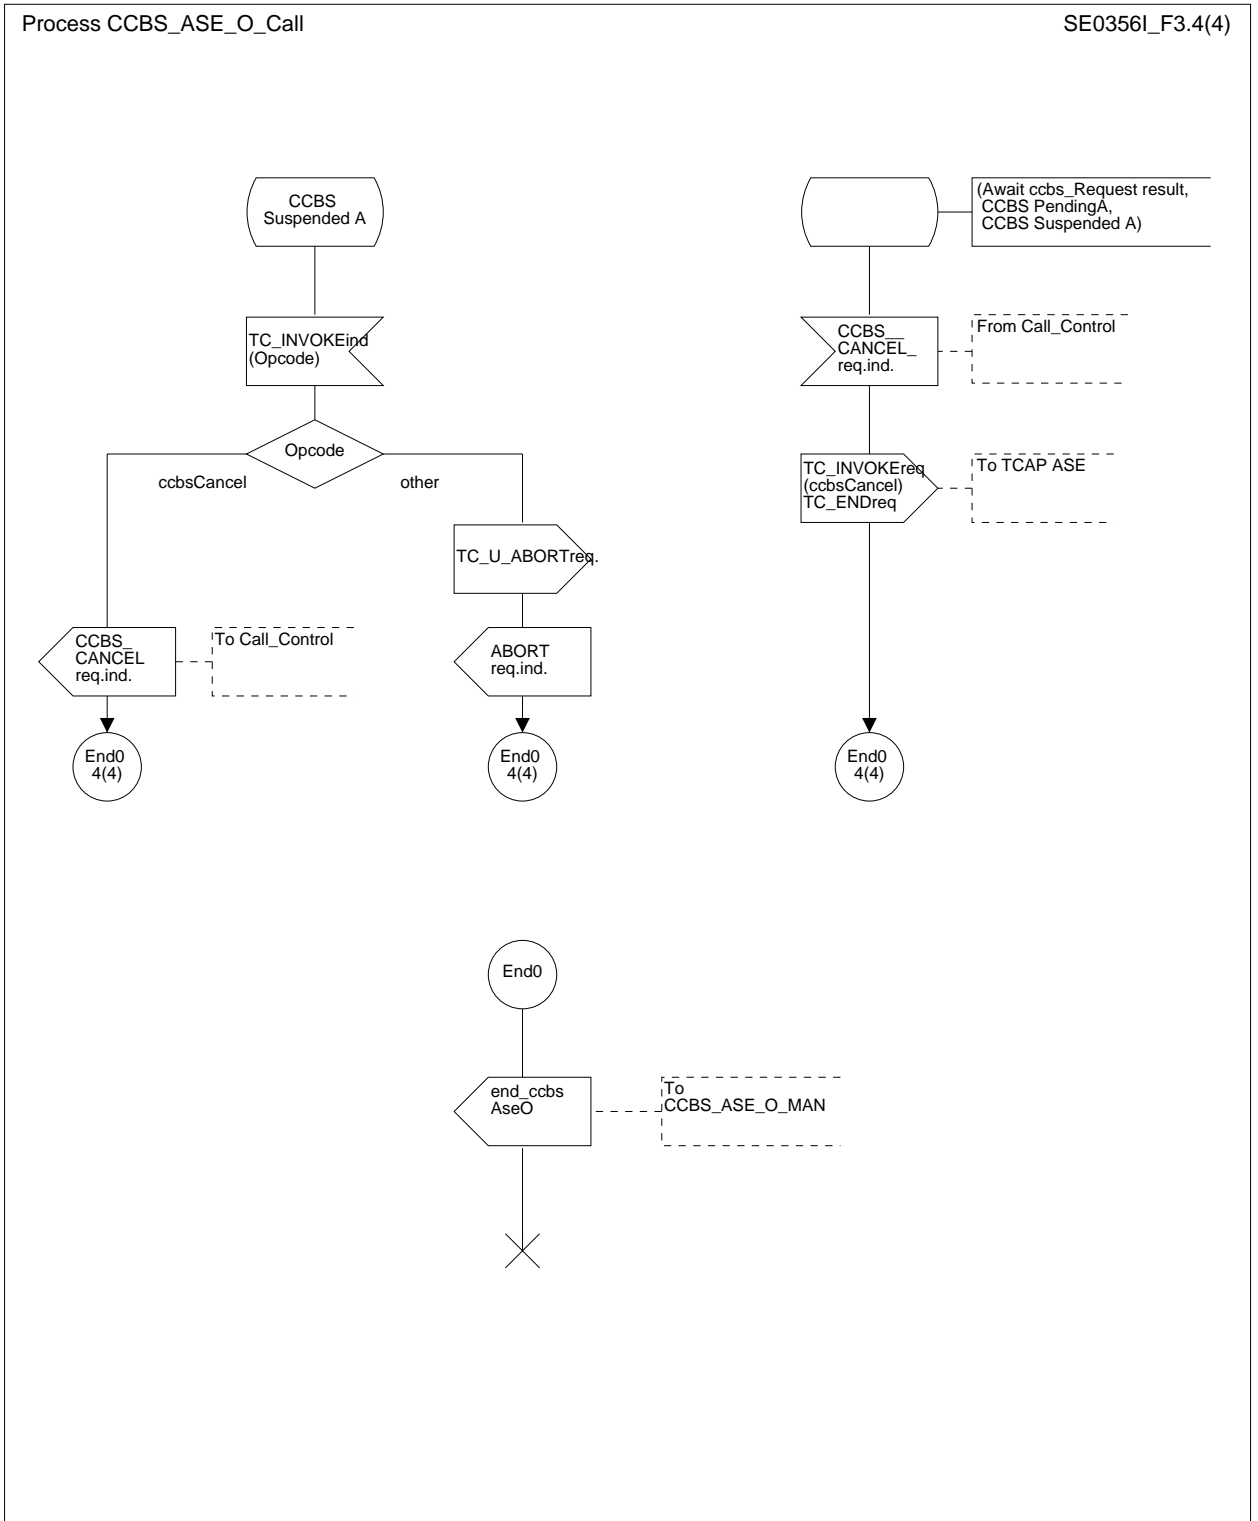 Process CCBS_ASE_O_Call
SE0356I_F3.4(4)
CCBS
Suspended A
TC_INVOKEind
(Opcode)
Opcode
ccbsCancel
other
TC_U_ABORTreq.
CCBS_
CANCEL
req.ind.
To Call_Control
ABORT
req.ind.
End0
4(4)
End0
4(4)
(Await ccbs_Request result,
CCBS PendingA,
CCBS Suspended A)
CCBS__
CANCEL_
req.ind.
From Call_Control
TC_INVOKEreq
(ccbsCancel)
TC_ENDreq
To TCAP ASE
End0
4(4)
End0
end_ccbs
AseO
To
CCBS_ASE_O_MAN